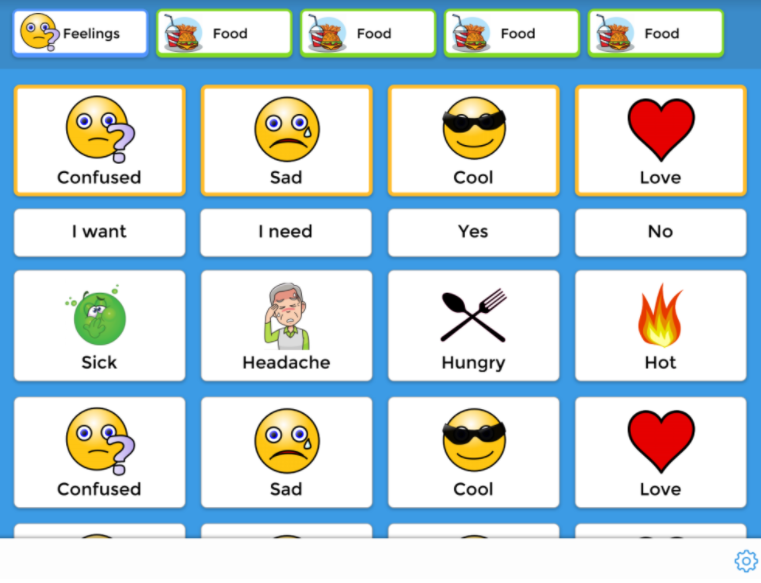 Feelings
Food
Food
Food
Food
Confused
Sad
Cool
Love
I want
I need
Yes
No
Sick
Headache
Hungry
Hot
Confused
Sad
Cool
Love